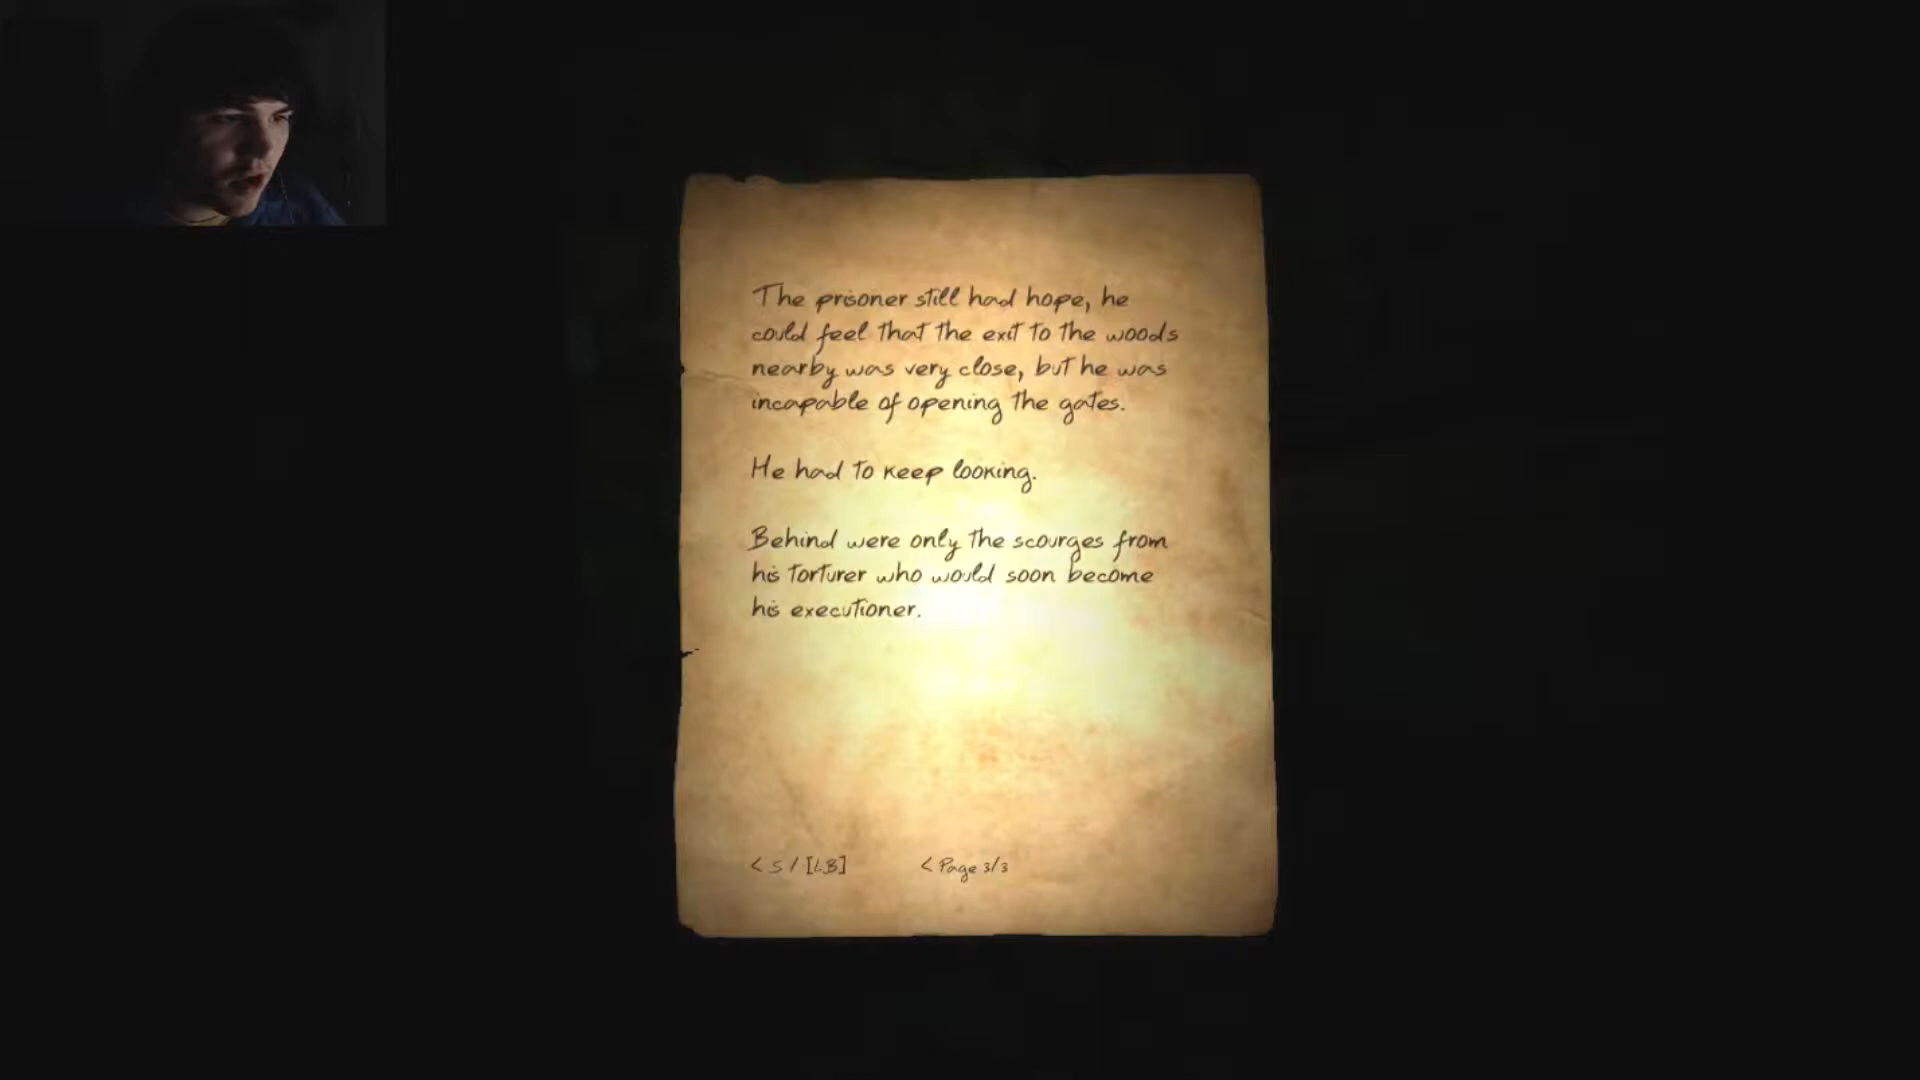 The prisoner still had hope, he
could feel that the exit to the woods
nearby was very close, but he was
incapable of opening the gates.
He had to keep looking.
Behind were only the scourges from
his torturer who would soon become
his executioner.
< S / [LB]
< Page 3/3